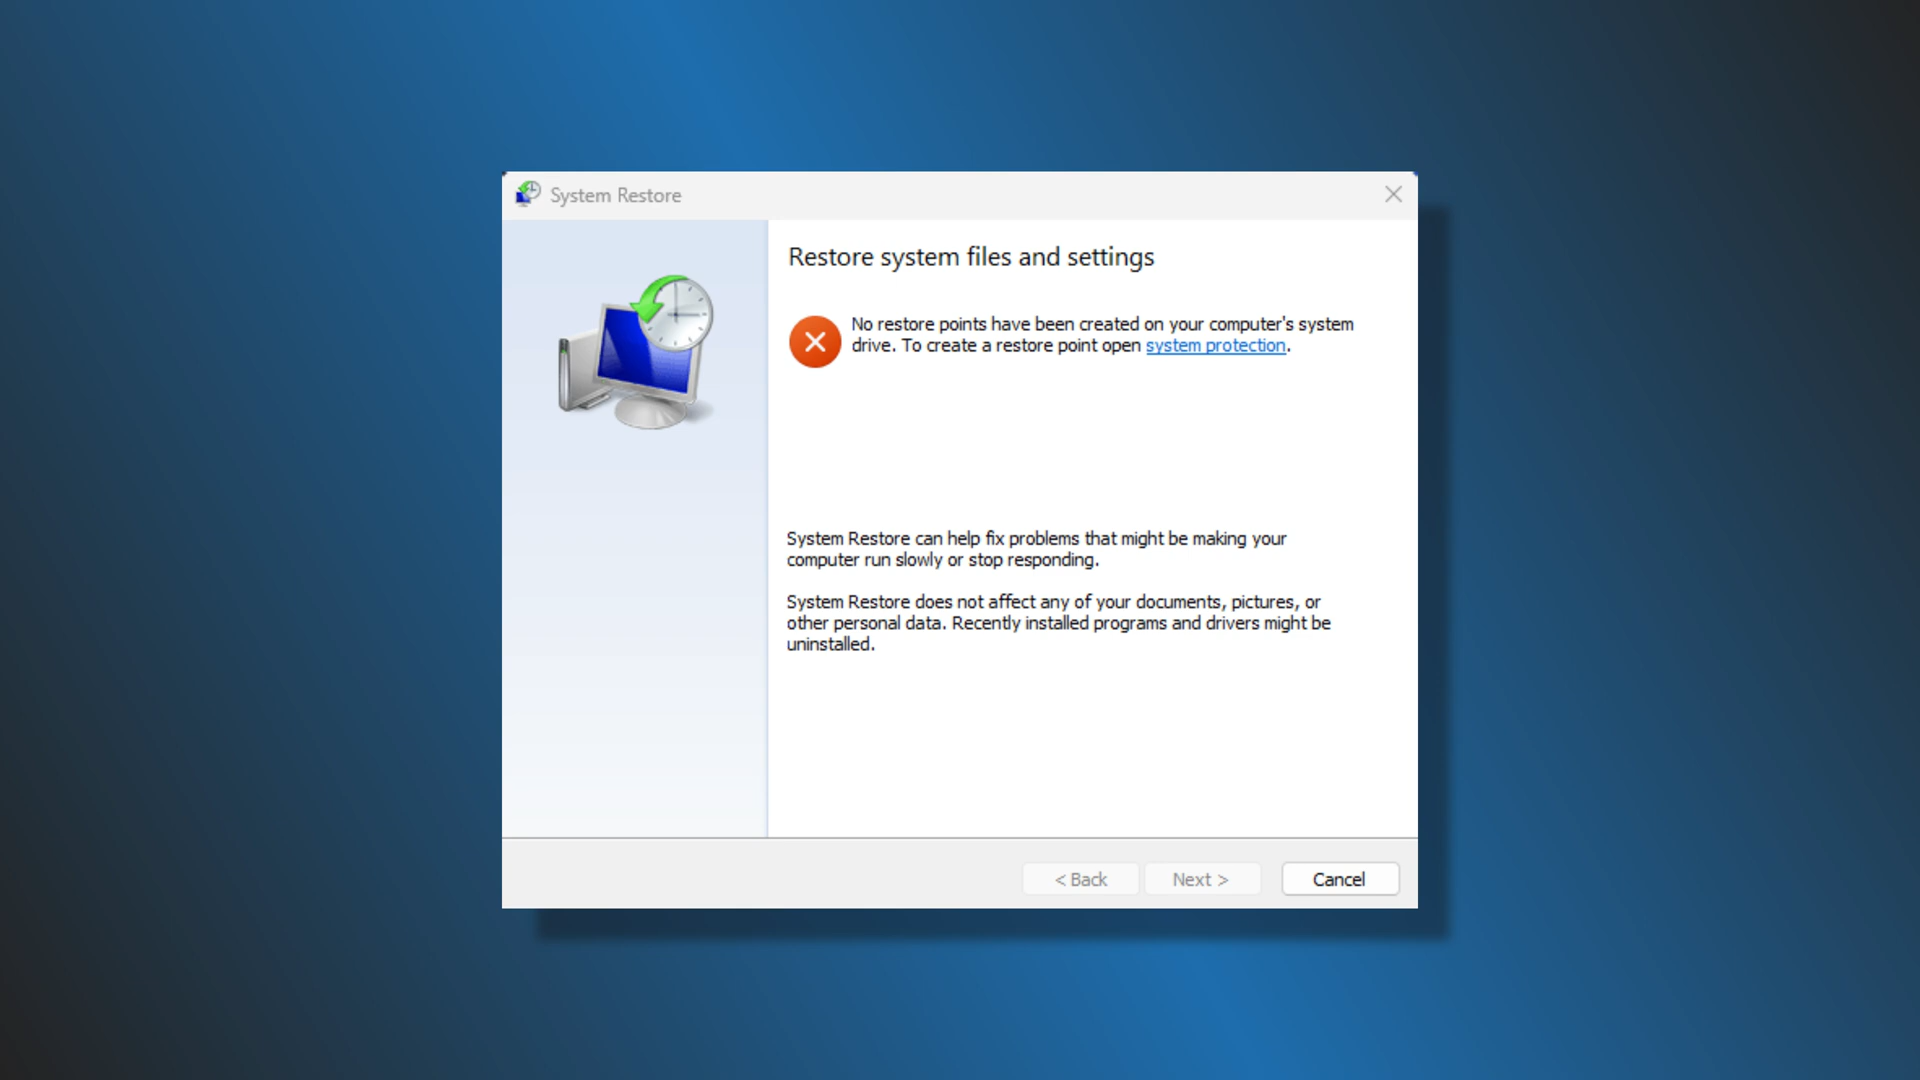 System Restore
Restore system files and settings
No restore points have been created on your computer's system
drive. To create a restore point open system protection.
System Restore can help fix problems that might be making your
computer run slowly or stop responding.
System Restore does not affect any of your documents, pictures, or
other personal data. Recently installed programs and drivers might be
uninstalled.
< Back
Next >
Cancel